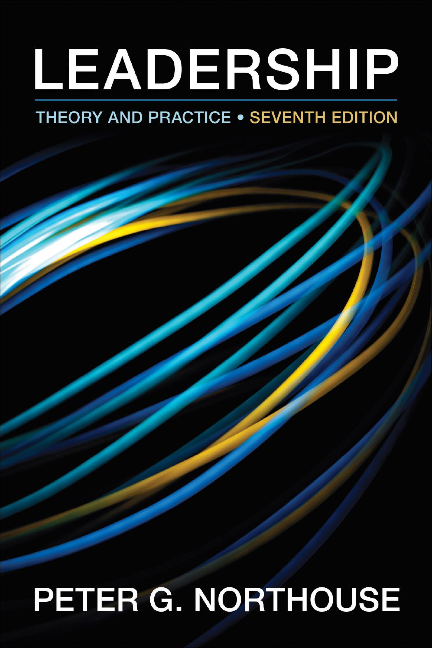 LEADERSHIP
THEORY AND PRACTICE • SEVENTH EDITION
PETER G. NORTHOUSE